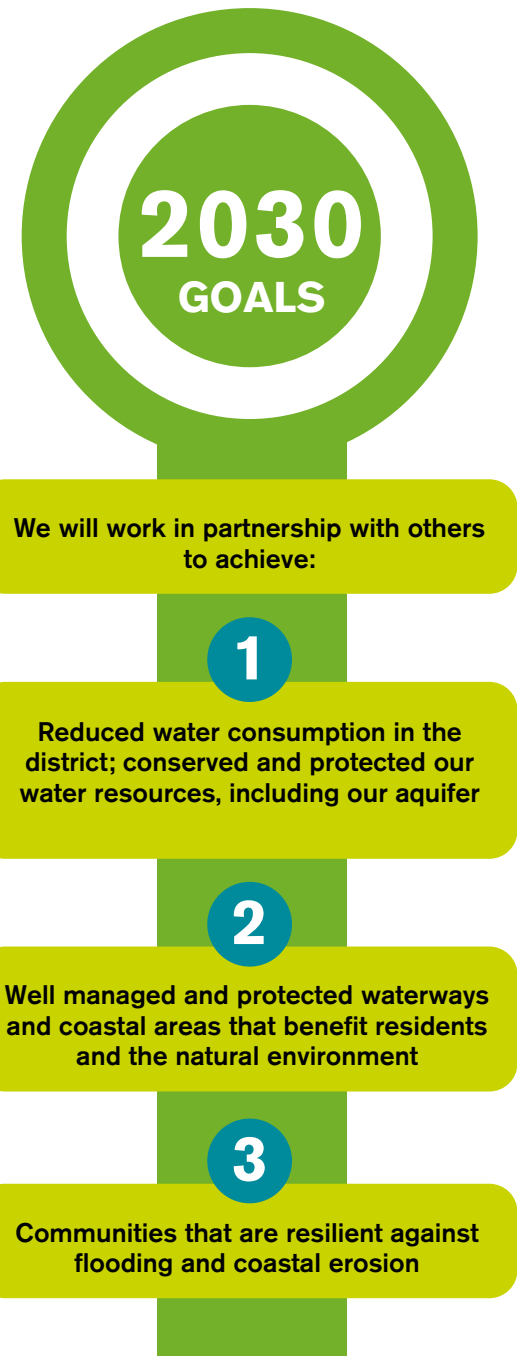 2030
GOALS
We will work in partnership with others
to achieve:
1
Reduced water consumption in the
district; conserved and protected our
water resources, including our aquifer
2
Well managed and protected waterways
and coastal areas that benefit residents
and the natural environment
3
Communities that are resilient against
flooding and coastal erosion